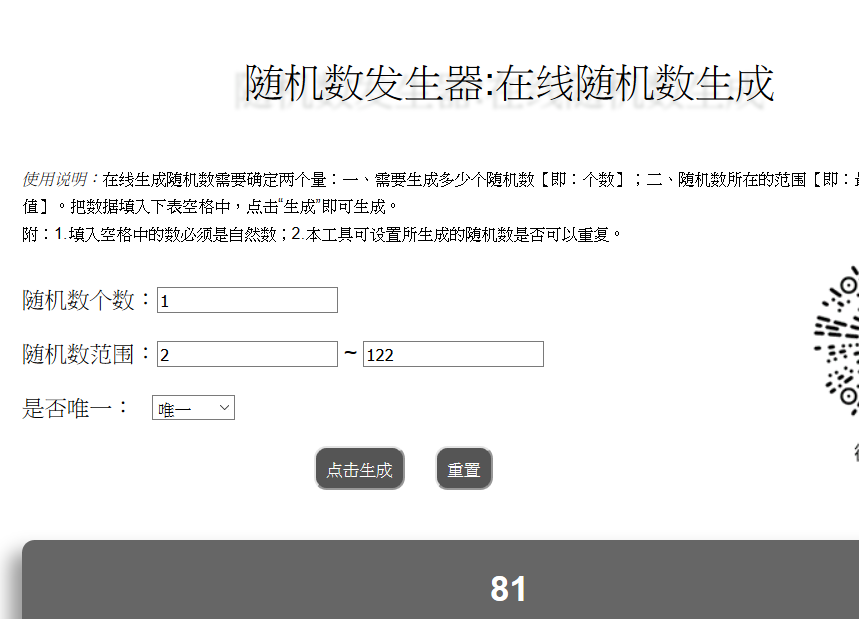 随机数发生器:在线随机数生成
使用说明：在线生成随机数需要确定两个量：一、需要生成多少个随机数【即：个数】；二、随机数所在的范围【即：
值】。把数据填入下表空格中，点击“生成”即可生成。
附：1.填入空格中的数必须是自然数；2.本工具可设置所生成的随机数是否可以重复。
随机数个数：1
随机数范围：2 ~ 122
是否唯一： 唯一
点击生成 重置
81